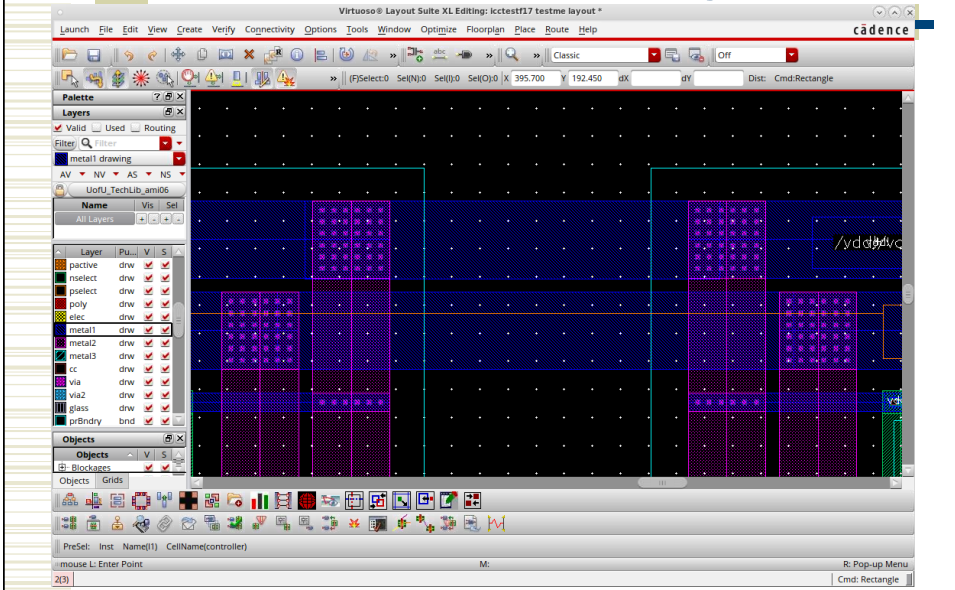 Virtuoso® Layout Suite XL Editing: icctestf17 testme layout *
Launch File Edit View Create Verify Connectivity Options Tools Window Optimize Floorplan Place Route Help
cādence
abc
» » » Classic Off
» (F)Select:0 Sel(N):0 Sel(I):0 Sel(O):0 X 395.700 Y 192.450 dX dY Dist: Cmd:Rectangle
Palette
Layers
Valid Used Routing
Filter Filter
metal1 drawing
AV NV AS NS
UofU_TechLib_ami06
Name Vis Sel
All Layers + - + -
Layer Pu... V S
pactive drw
nselect drw
pselect drw
poly drw
elec drw
metal1 drw
metal2 drw
metal3 drw
cc drw
via drw
via2 drw
glass drw
prBndry bnd
Objects
Objects V S
Blockages
Objects Grids
PreSel: Inst Name(I1) CellName(controller)
mouse L: Enter Point M: R: Pop-up Menu
2(3) Cmd: Rectangle